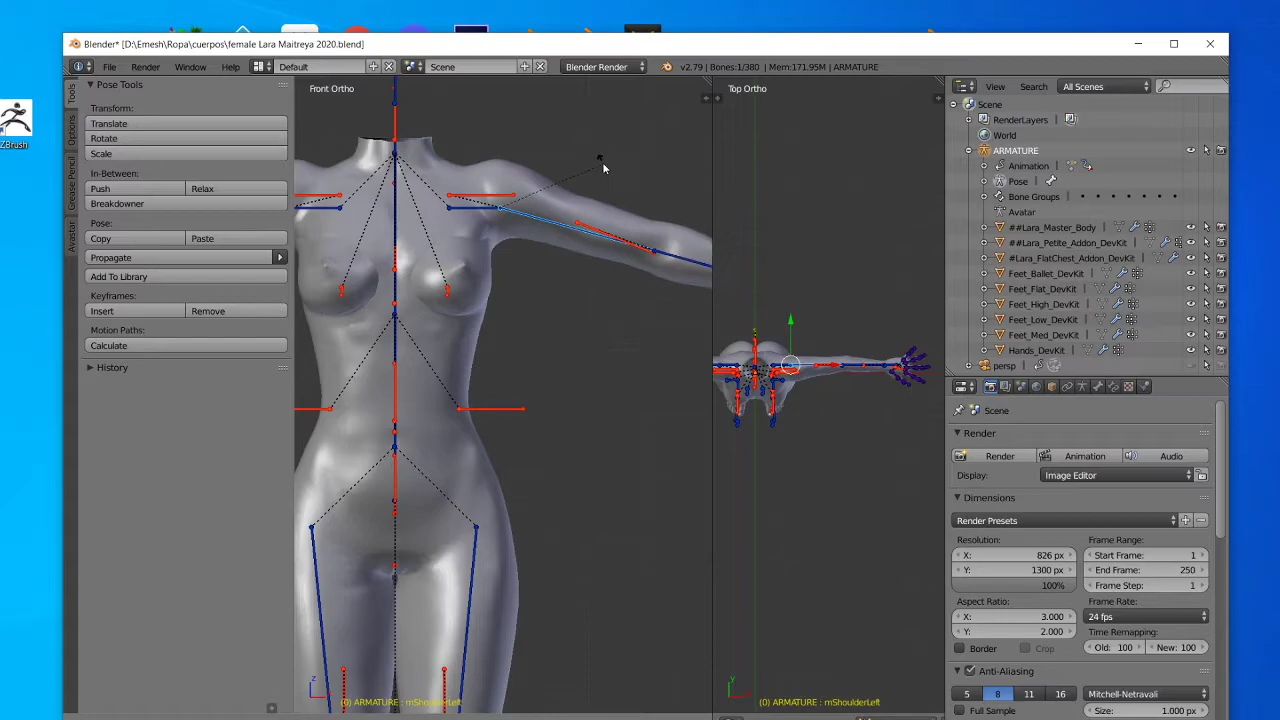 Blender* [D:\Emesh\Ropa\cuerpos\female Lara Maitreya 2020.blend]
File Render Window Help Default Scene Blender Render v2.79 | Bones:1/380 | Mem:171.95M | ARMATURE
ZBrush
Tools
Options
Grease Pencil
Avastar
Pose Tools
Transform:
Translate
Rotate
Scale
In-Between:
Push Relax
Breakdowner
Pose:
Copy Paste
Propagate
Add To Library
Keyframes:
Insert Remove
Motion Paths:
Calculate
History
Front Ortho
z
(0) ARMATURE : mShoulderLeft
Top Ortho
y
(0) ARMATURE : mShoulderLeft
View Search All Scenes
Scene
RenderLayers
World
ARMATURE
Animation
Pose
Bone Groups
Avatar
##Lara_Master_Body
##Lara_Petite_Addon_DevKit
#Lara_FlatChest_Addon_DevKit
Feet_Ballet_DevKit
Feet_Flat_DevKit
Feet_High_DevKit
Feet_Low_DevKit
Feet_Med_DevKit
Hands_DevKit
persp
Scene
Render
Render Animation Audio
Display: Image Editor
Dimensions
Render Presets
Resolution: Frame Range:
X: 826 px Start Frame: 1
Y: 1300 px End Frame: 250
100% Frame Step: 1
Aspect Ratio: Frame Rate:
X: 3.000 24 fps
Y: 2.000 Time Remapping:
Border Crop Old: 100 New: 100
Anti-Aliasing
5 8 11 16 Mitchell-Netravali
Full Sample Size: 1.000 px